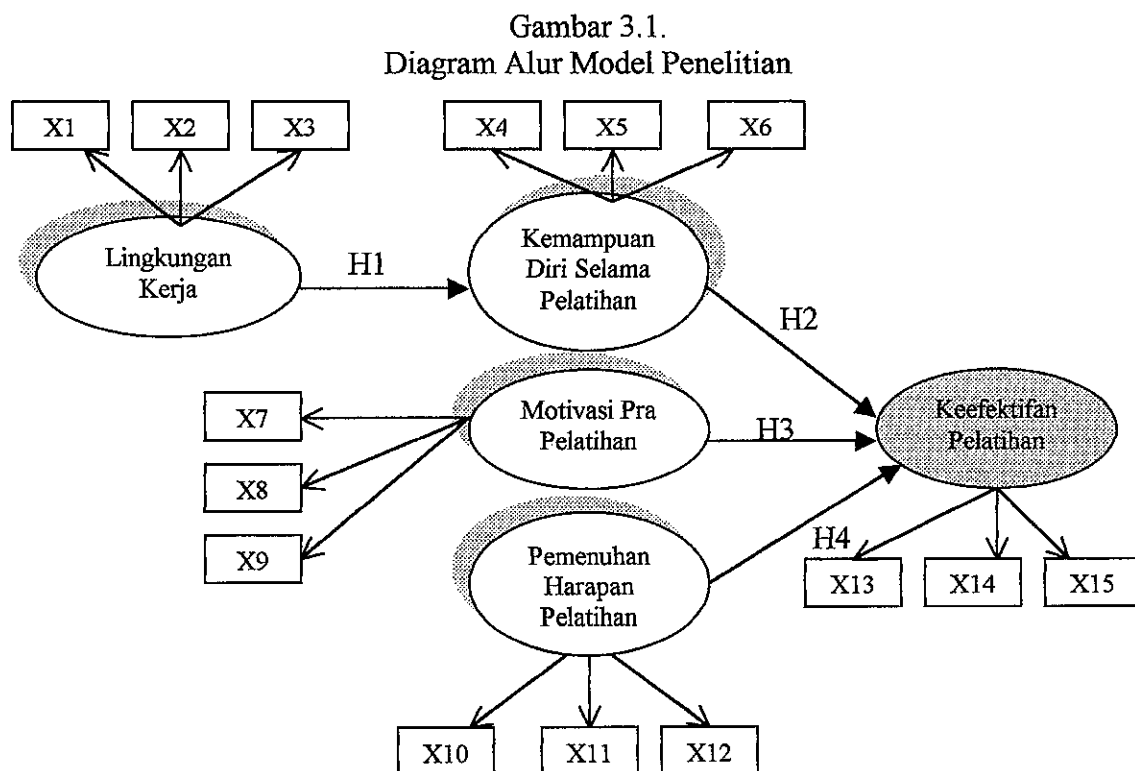 Gambar 3.1.
Diagram Alur Model Penelitian
X1
X2
X3
X4
X5
X6
Lingkungan
Kerja
H1
Kemampuan
Diri Selama
Pelatihan
H2
X7
X8
X9
Motivasi Pra
Pelatihan
H3
Keefektifan
Pelatihan
Pemenuhan
Harapan
Pelatihan
H4
X13
X14
X15
X10
X11
X12